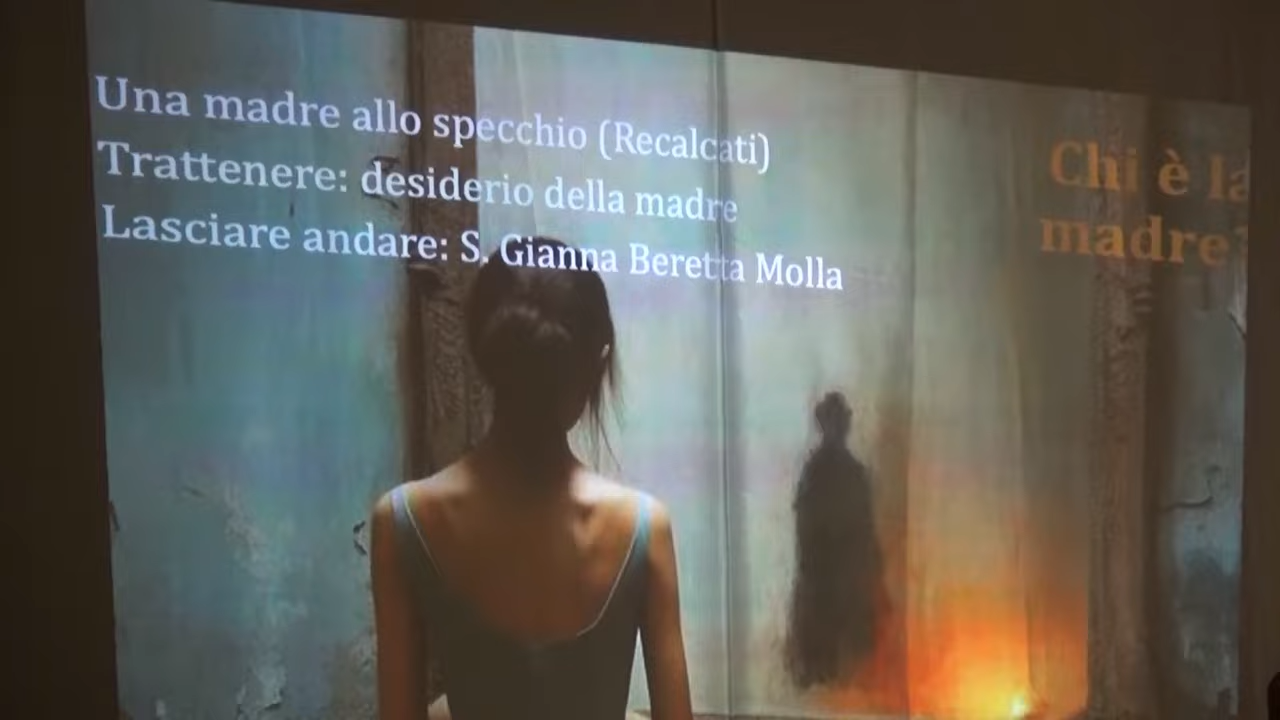 Una madre allo specchio (Recalcati)
Trattenere: desiderio della madre
Lasciare andare: S. Gianna Beretta Molla
Chi è la
madre?